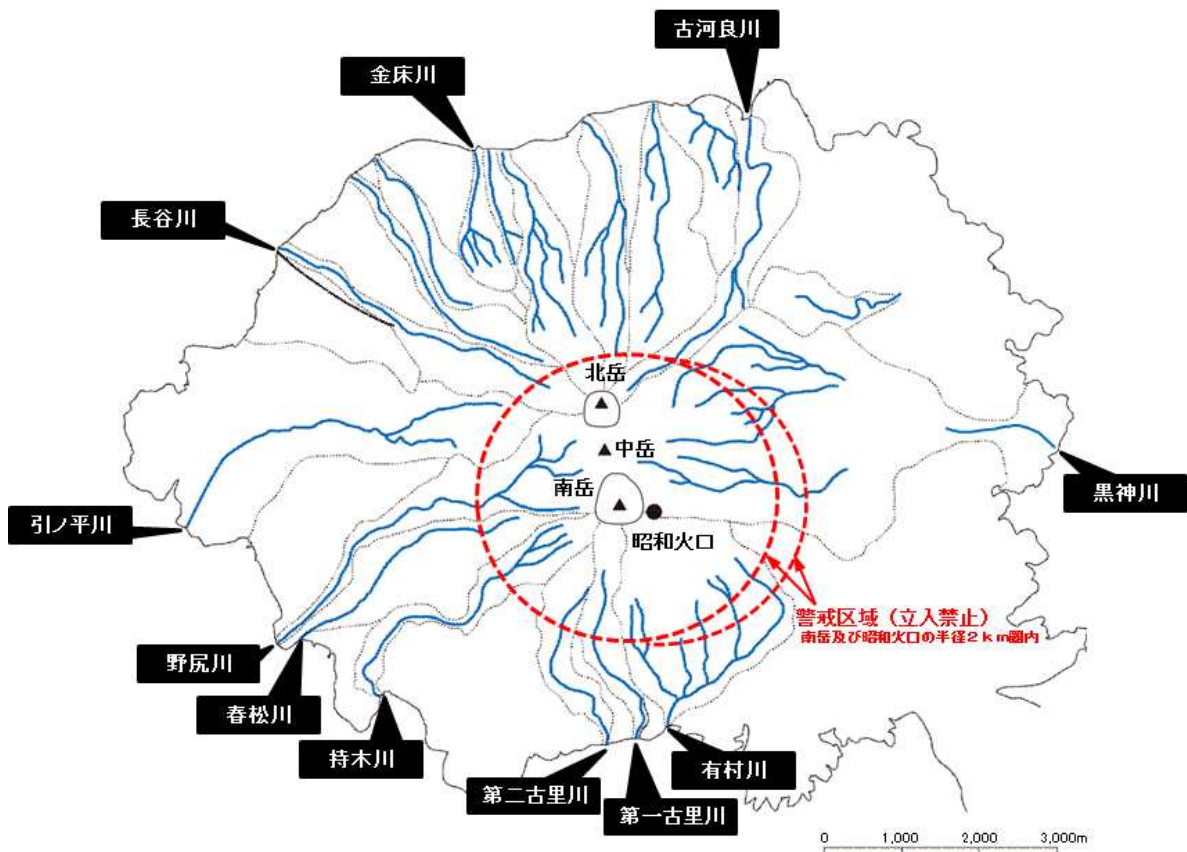 古河良川
金床川
長谷川
北岳
中岳
南岳
昭和火口
黒神川
引ノ平川
警戒区域（立入禁止）
南岳及び昭和火口の半径２ｋｍ圏内
野尻川
春松川
持木川
有村川
第二古里川
第一古里川
0 1,000 2,000 3,000m